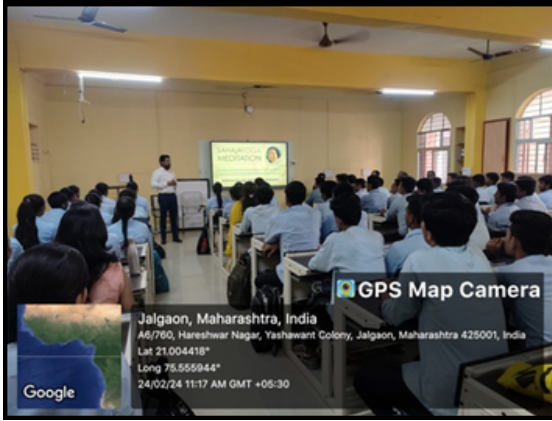 SAHAJAYOGA
MEDITATION
GPS Map Camera
Jalgaon, Maharashtra, India
A6/760, Hareshwar Nagar, Yashawant Colony, Jalgaon, Maharashtra 425001, India
Lat 21.004418°
Long 75.555944°
24/02/24 11:17 AM GMT +05:30
Google